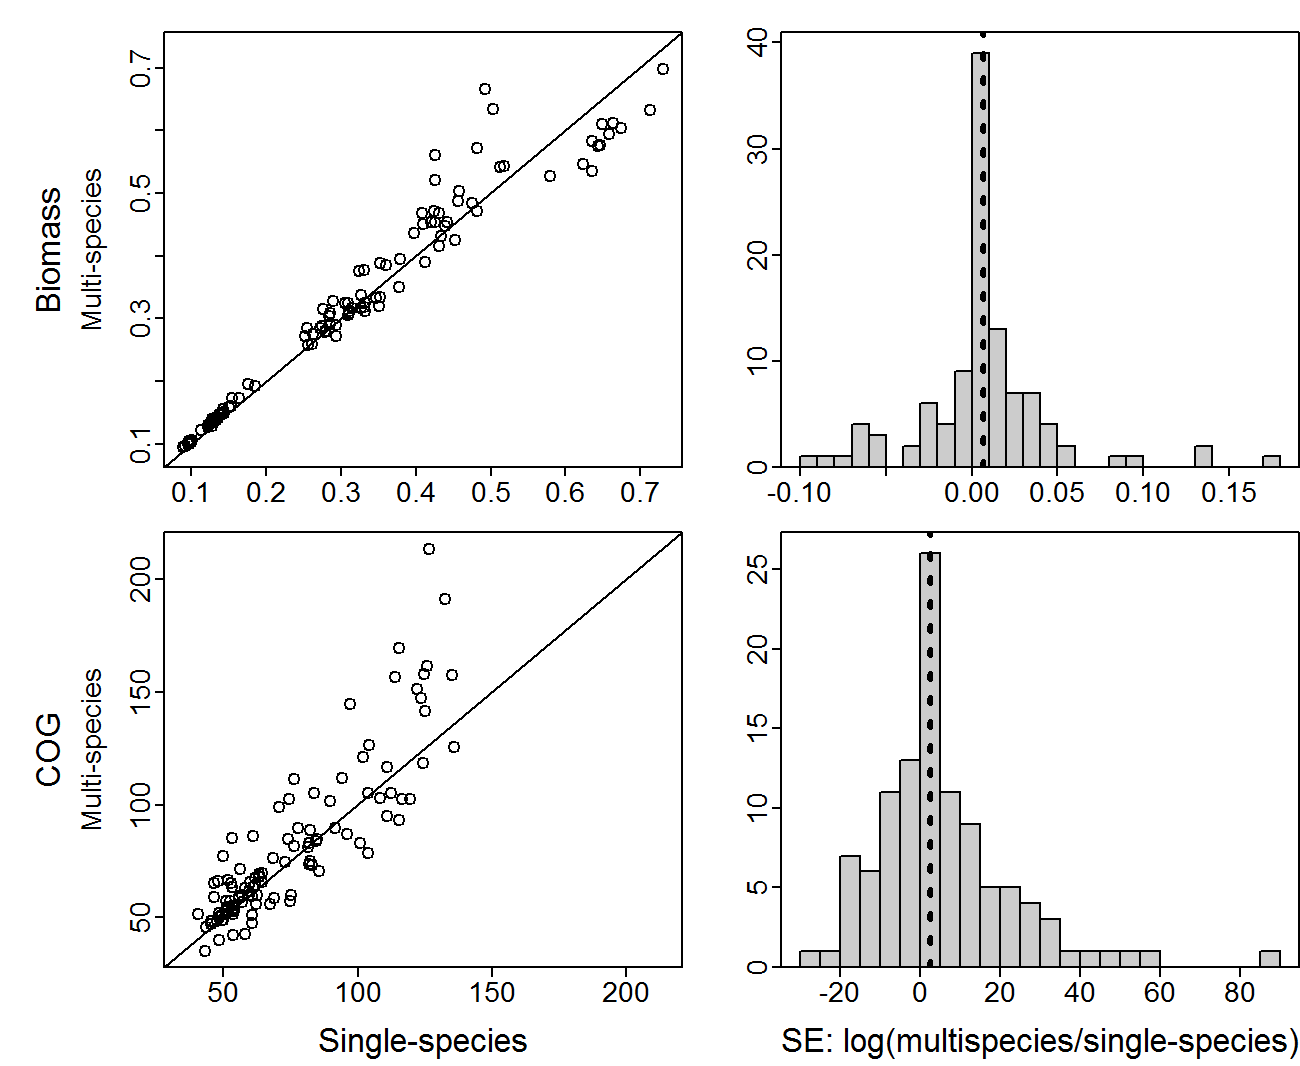 Biomass
Multi-species
0.1 0.3 0.5 0.7
0.1 0.2 0.3 0.4 0.5 0.6 0.7
0 10 20 30 40
-0.10 0.00 0.05 0.10 0.15
COG
Multi-species
50 100 150 200
50 100 150 200
Single-species
0 5 10 15 20 25
-20 0 20 40 60 80
SE: log(multispecies/single-species)